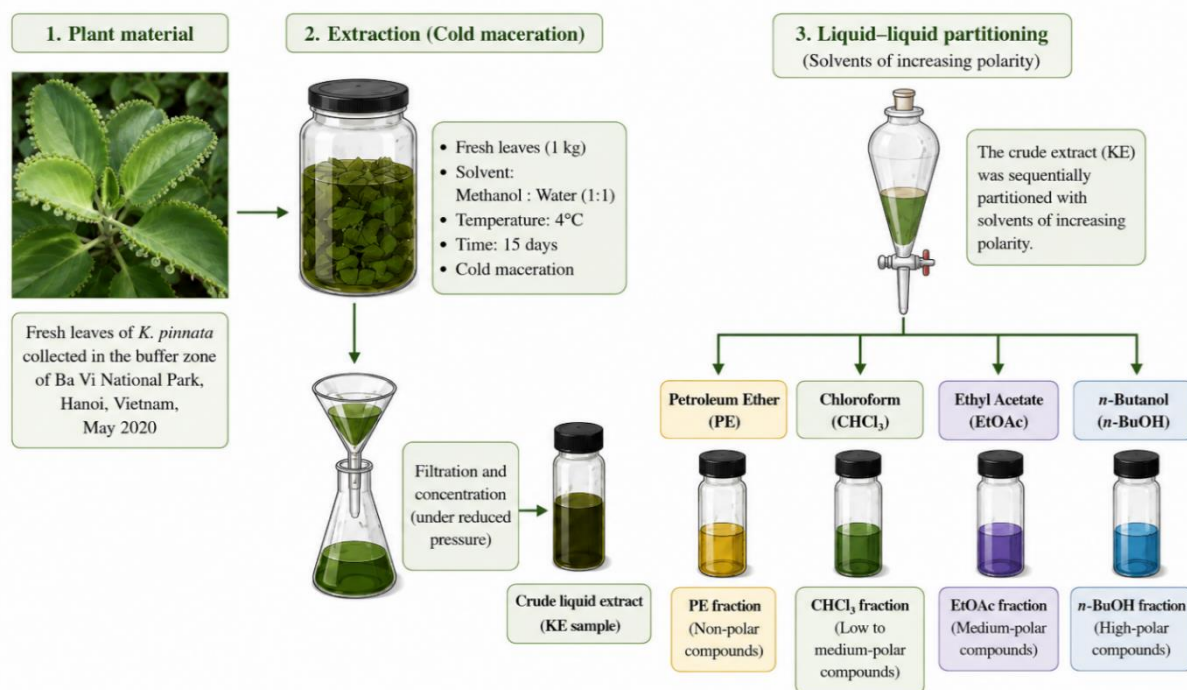 1. Plant material
Fresh leaves of K. pinnata
collected in the buffer zone
of Ba Vi National Park,
Hanoi, Vietnam,
May 2020
2. Extraction (Cold maceration)
• Fresh leaves (1 kg)
• Solvent:
Methanol : Water (1:1)
• Temperature: 4°C
• Time: 15 days
• Cold maceration
Filtration and
concentration
(under reduced
pressure)
Crude liquid extract
(KE sample)
3. Liquid–liquid partitioning
(Solvents of increasing polarity)
The crude extract (KE)
was sequentially
partitioned with
solvents of increasing
polarity.
Petroleum Ether
(PE)
Chloroform
(CHCl₃)
Ethyl Acetate
(EtOAc)
n-Butanol
(n-BuOH)
PE fraction
(Non-polar
compounds)
CHCl₃ fraction
(Low to
medium-polar
compounds)
EtOAc fraction
(Medium-polar
compounds)
n-BuOH fraction
(High-polar
compounds)